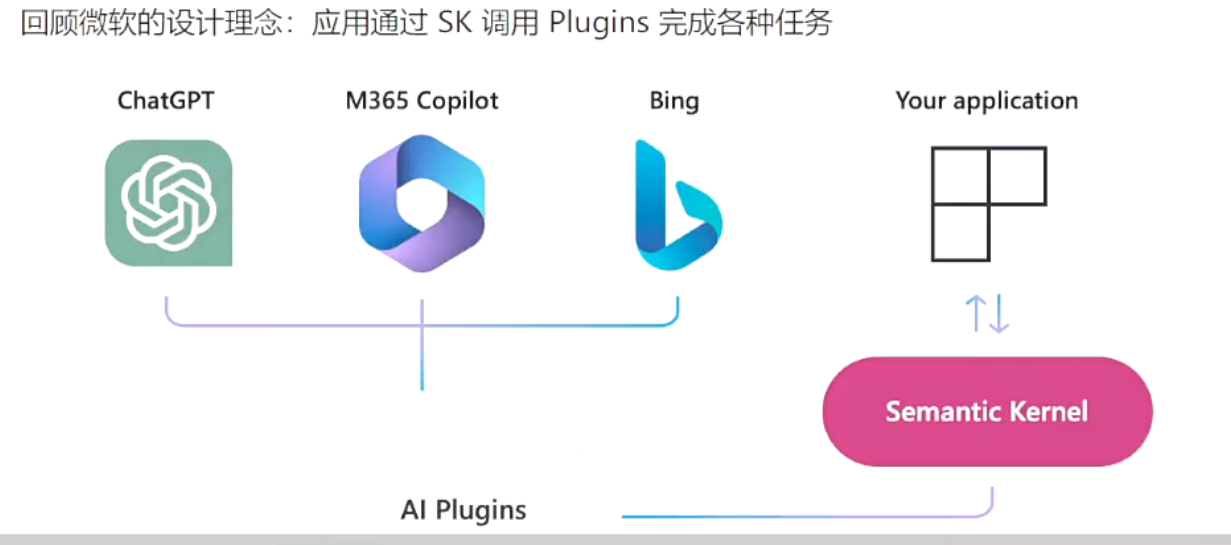 回顾微软的设计理念：应用通过 SK 调用 Plugins 完成各种任务
ChatGPT
M365 Copilot
Bing
Your application
Semantic Kernel
AI Plugins